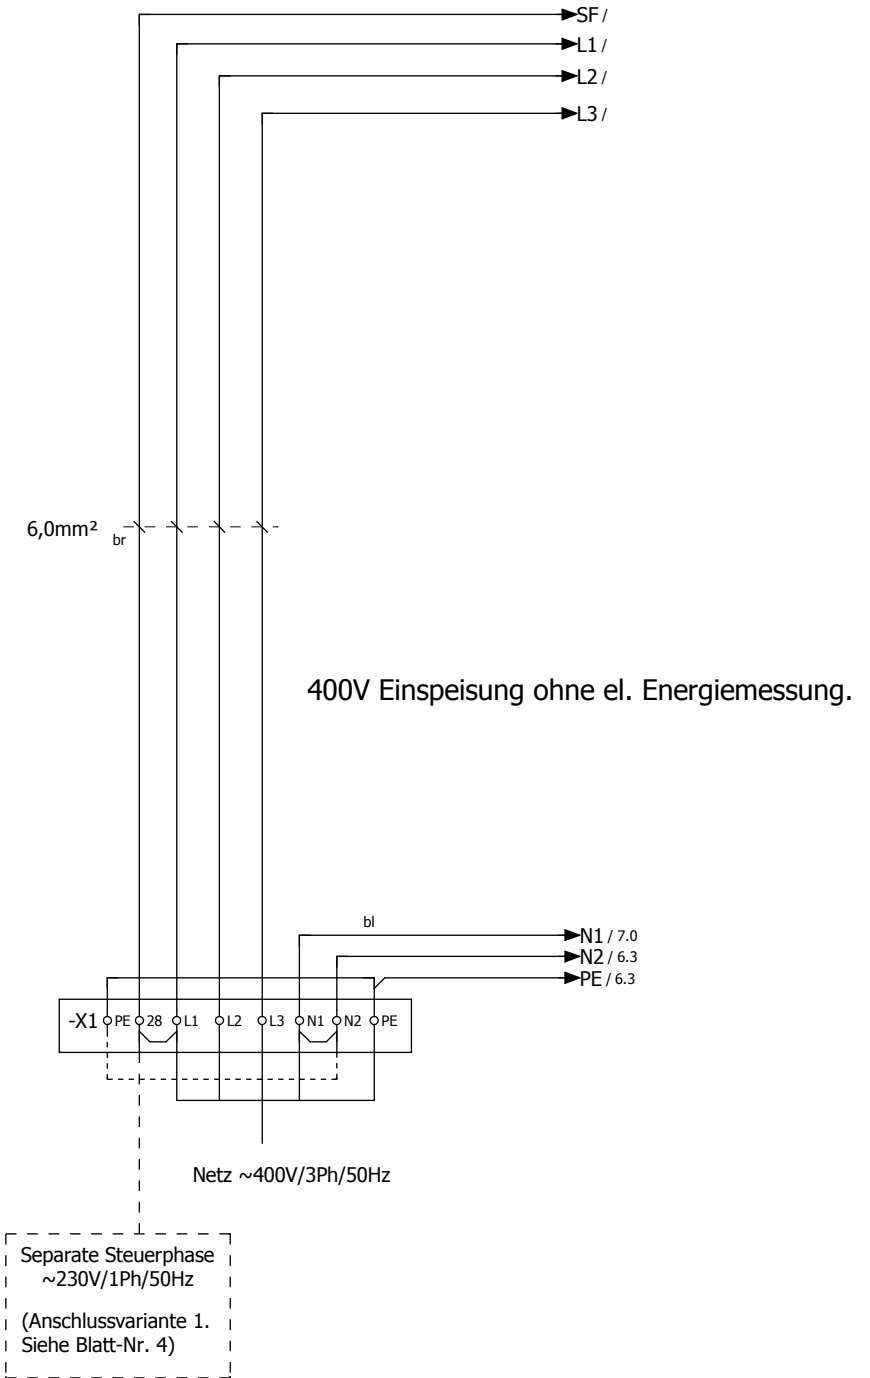 SF /
L1 /
L2 /
L3 /
6,0mm²
br
400V Einspeisung ohne el. Energiemessung.
bl
N1 / 7.0
N2 / 6.3
PE / 6.3
-X1 PE 28 L1 L2 L3 N1 N2 PE
Netz ~400V/3Ph/50Hz
Separate Steuerphase
~230V/1Ph/50Hz
(Anschlussvariante 1.
Siehe Blatt-Nr. 4)